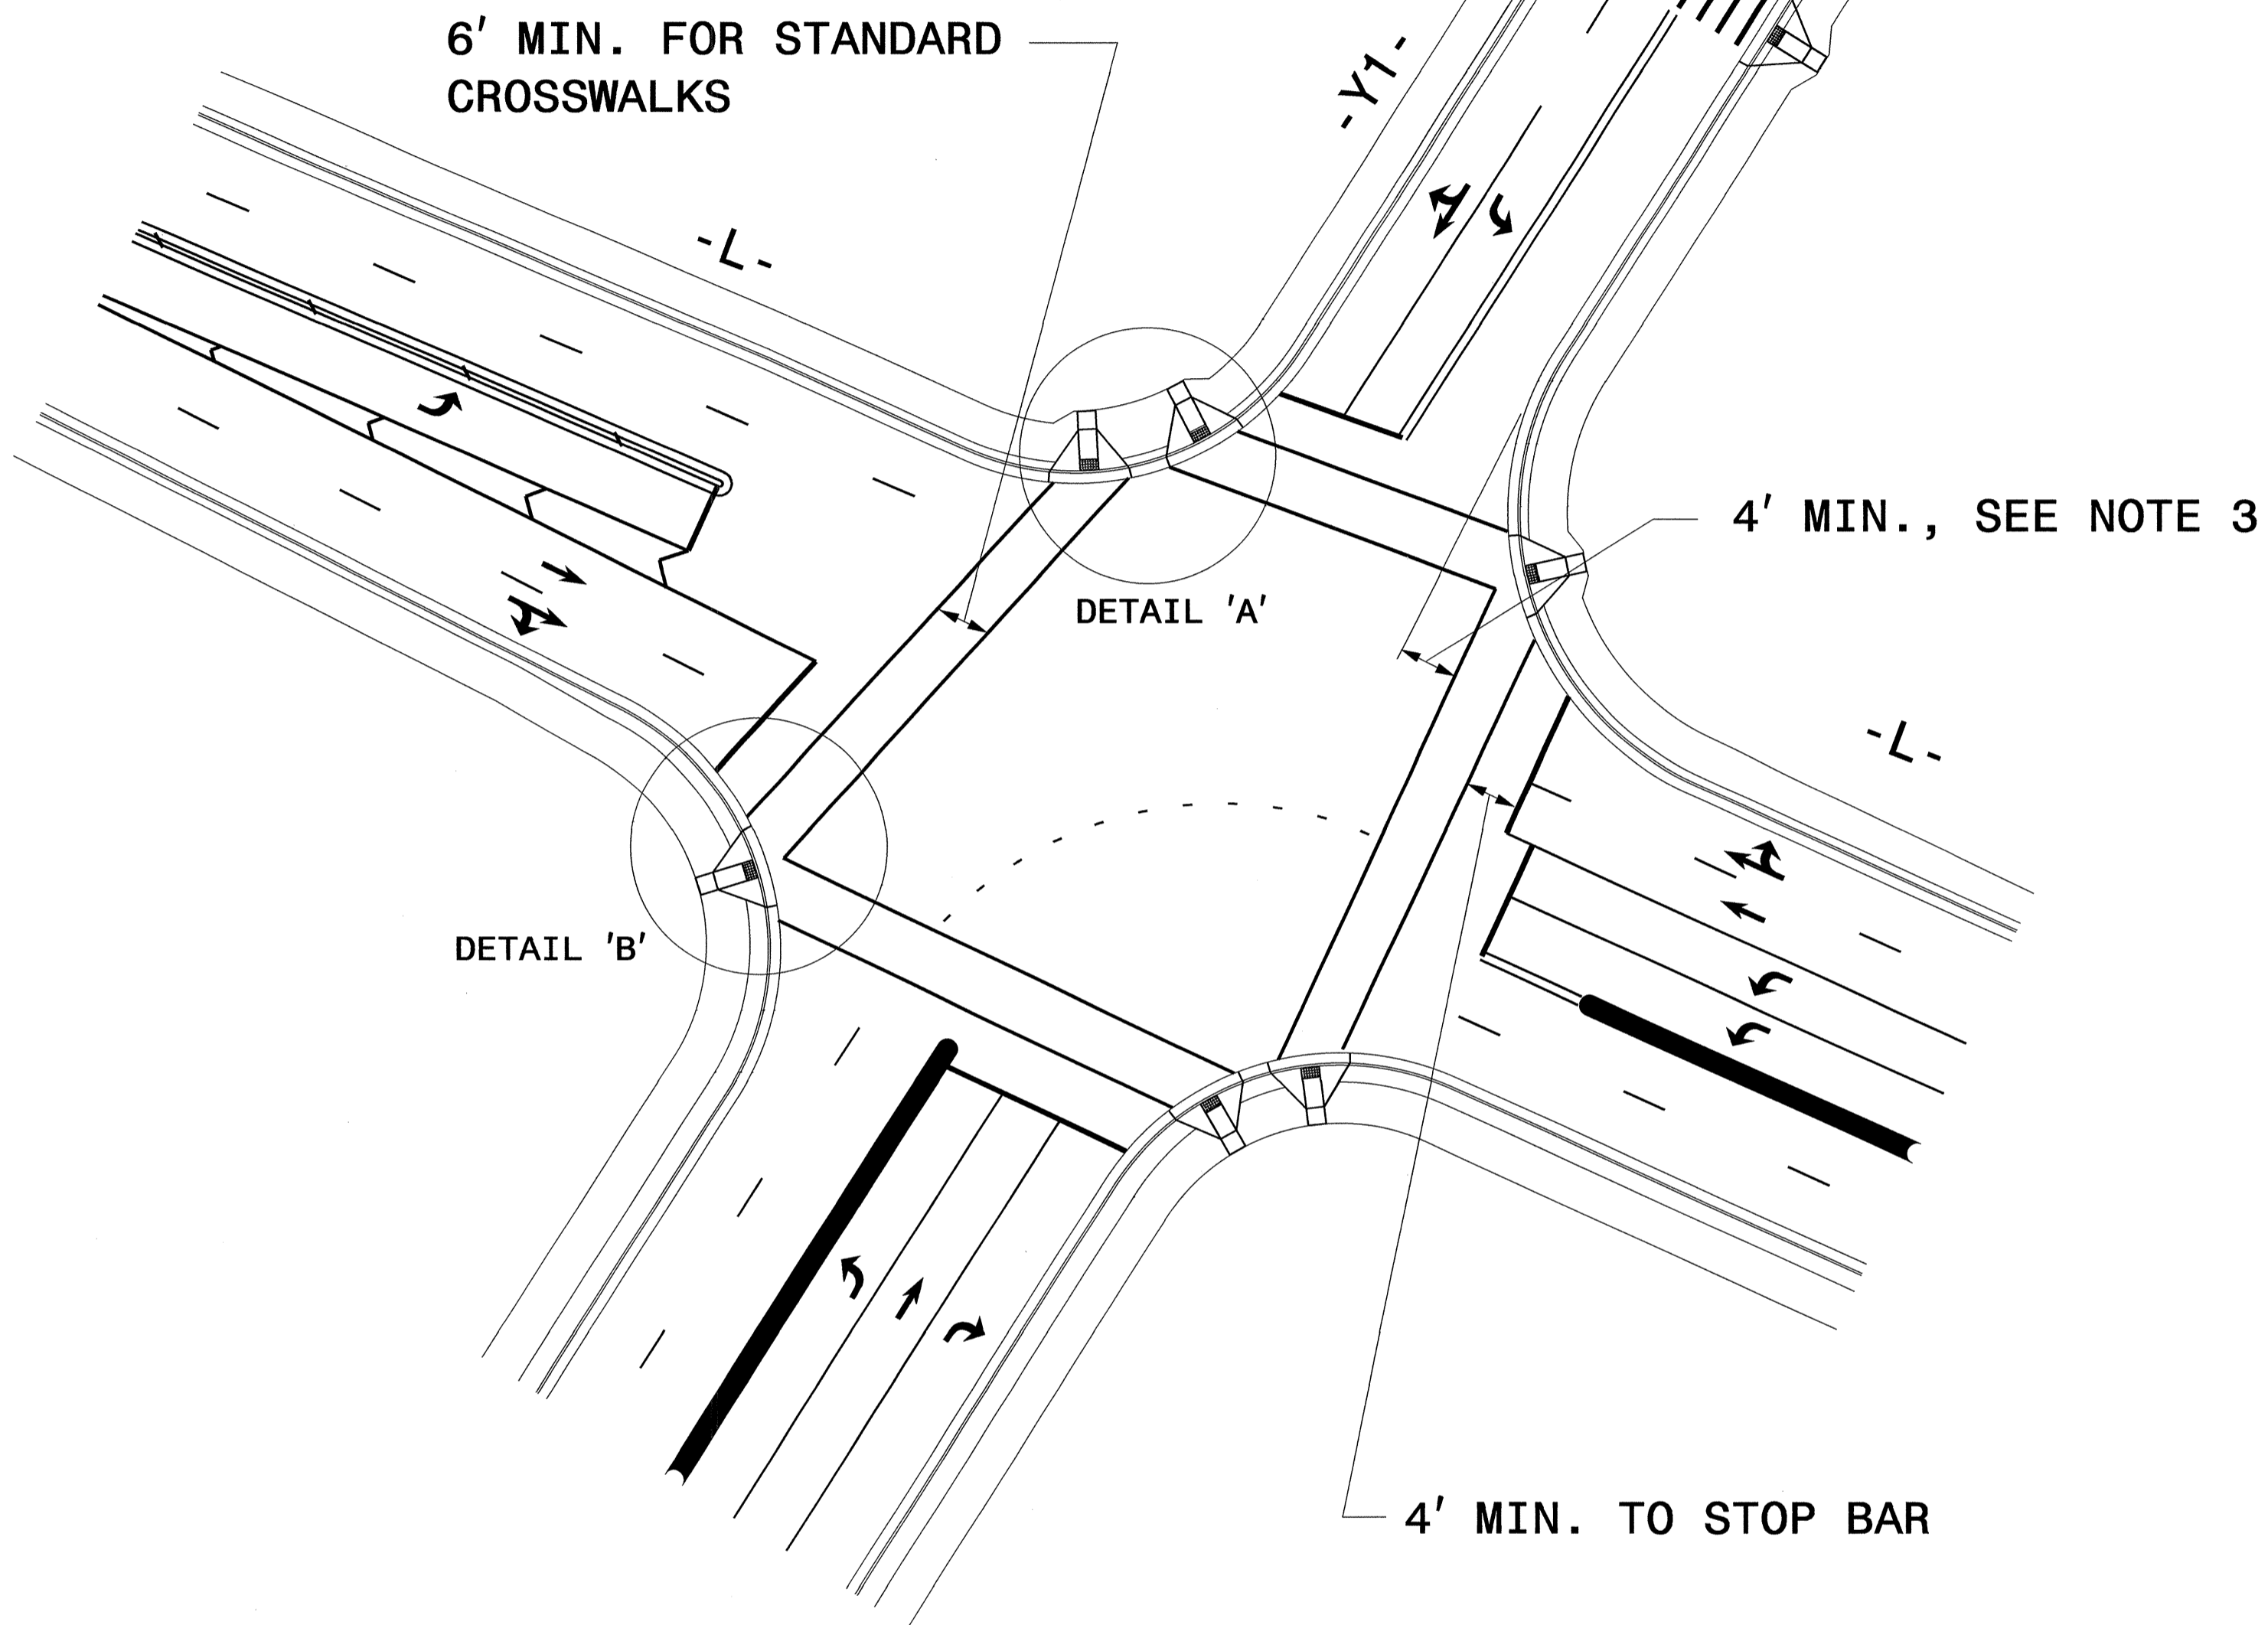 6' MIN. FOR STANDARD
CROSSWALKS
-Y1-
-L-
4' MIN., SEE NOTE 3
DETAIL 'A'
-L-
DETAIL 'B'
4' MIN. TO STOP BAR